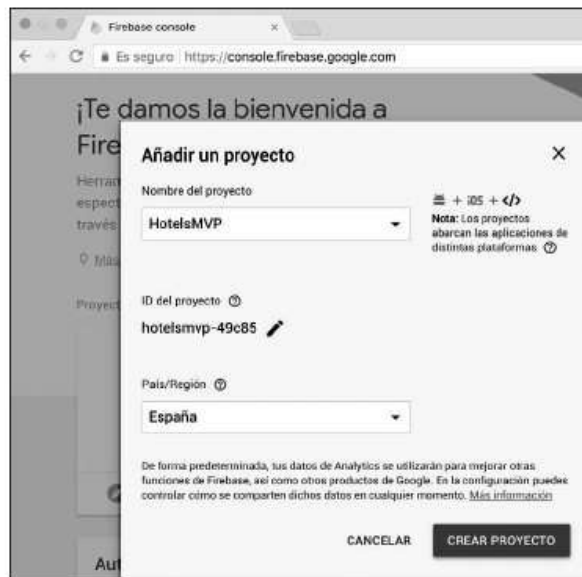 Firebase console
Es seguro https://console.firebase.google.com
¡Te damos la bienvenida a
Fire
Herran
espect
través
Más
Proyect
Añadir un proyecto
Nombre del proyecto
HotelsMVP
+ iOS + </>
Nota: Los proyectos
abarcan las aplicaciones de
distintas plataformas
ID del proyecto
hotelsmvp-49c85
País/Región
España
De forma predeterminada, tus datos de Analytics se utilizarán para mejorar otras
funciones de Firebase, así como otros productos de Google. En la configuración puedes
controlar cómo se comparten dichos datos en cualquier momento. Más información
CANCELAR
CREAR PROYECTO
Aut